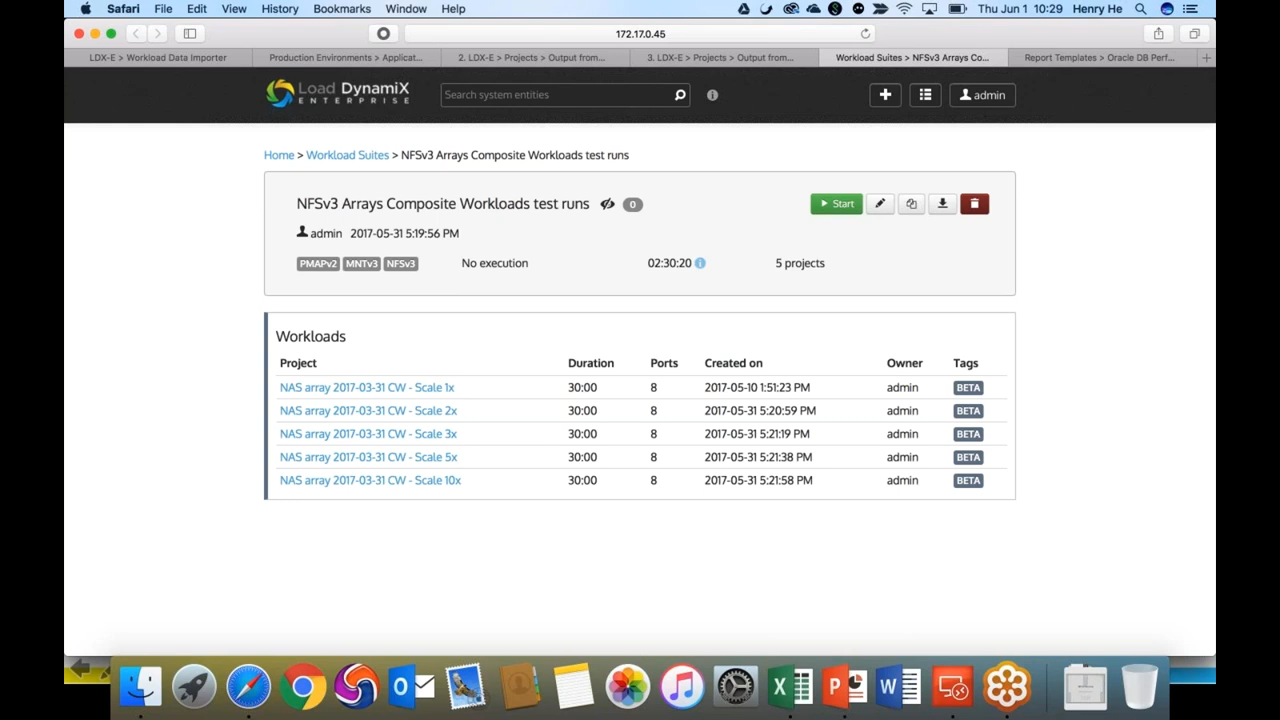 Safari File Edit View History Bookmarks Window Help Thu Jun 1 10:29 Henry He
172.17.0.45
LDX-E > Workload Data Importer Production Environments > Applicat... 2. LDX-E > Projects > Output from... 3. LDX-E > Projects > Output from... Workload Suites > NFSv3 Arrays Co... Report Templates > Oracle DB Perf...
Load DynamiX
ENTERPRISE
Search system entities
admin
Home > Workload Suites > NFSv3 Arrays Composite Workloads test runs
NFSv3 Arrays Composite Workloads test runs 0
Start
admin 2017-05-31 5:19:56 PM
PMAPv2 MNTv3 NFSv3 No execution 02:30:20 5 projects
Workloads
Project Duration Ports Created on Owner Tags
NAS array 2017-03-31 CW - Scale 1x 30:00 8 2017-05-10 1:51:23 PM admin BETA
NAS array 2017-03-31 CW - Scale 2x 30:00 8 2017-05-31 5:20:59 PM admin BETA
NAS array 2017-03-31 CW - Scale 3x 30:00 8 2017-05-31 5:21:19 PM admin BETA
NAS array 2017-03-31 CW - Scale 5x 30:00 8 2017-05-31 5:21:38 PM admin BETA
NAS array 2017-03-31 CW - Scale 10x 30:00 8 2017-05-31 5:21:58 PM admin BETA